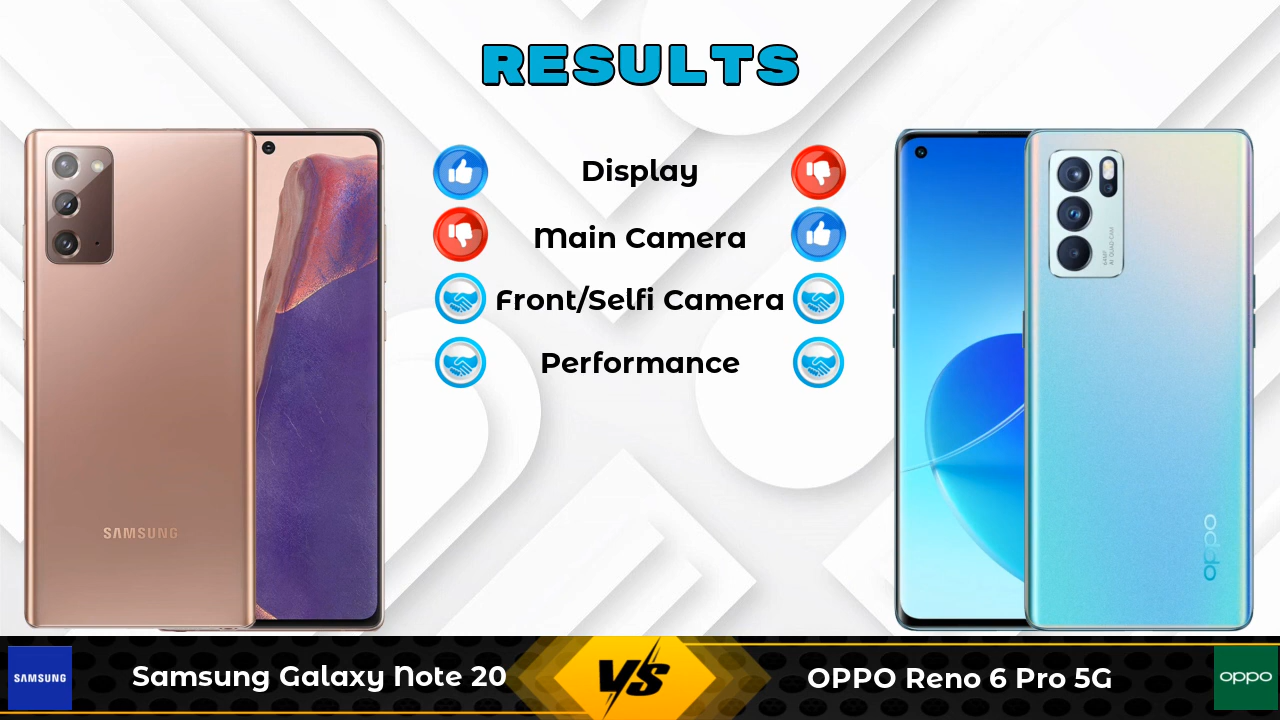 RESULTS
Display
Main Camera
Front/Selfi Camera
Performance
SAMSUNG
oppo
SAMSUNG
Samsung Galaxy Note 20
VS
OPPO Reno 6 Pro 5G
oppo